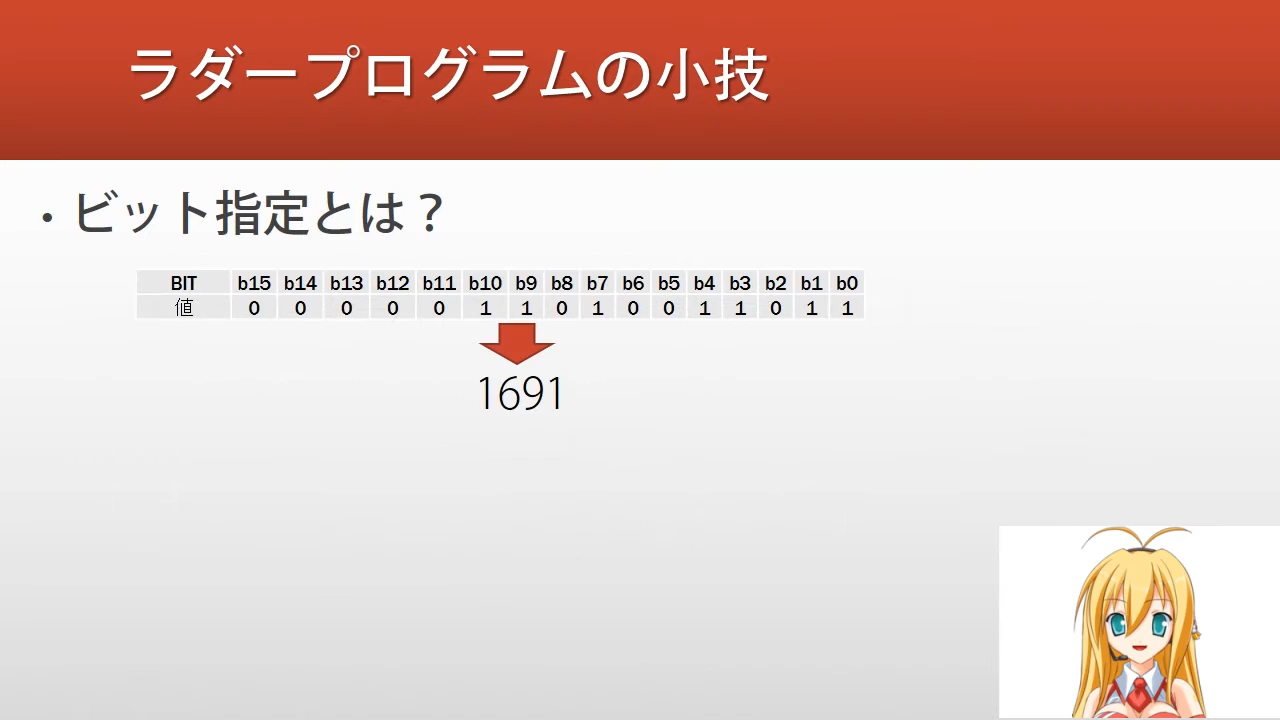 ラダープログラムの小技
• ビット指定とは？
BIT b15 b14 b13 b12 b11 b10 b9 b8 b7 b6 b5 b4 b3 b2 b1 b0
値 0 0 0 0 0 1 1 0 1 0 0 1 1 0 1 1
1691